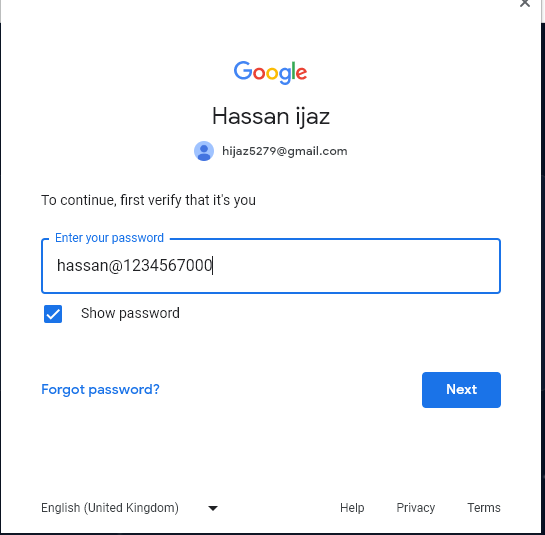 Google
Hassan ijaz
hijaz5279@gmail.com
To continue, first verify that it's you
Enter your password
hassan@1234567000
Show password
Forgot password?
Next
English (United Kingdom)
Help Privacy Terms